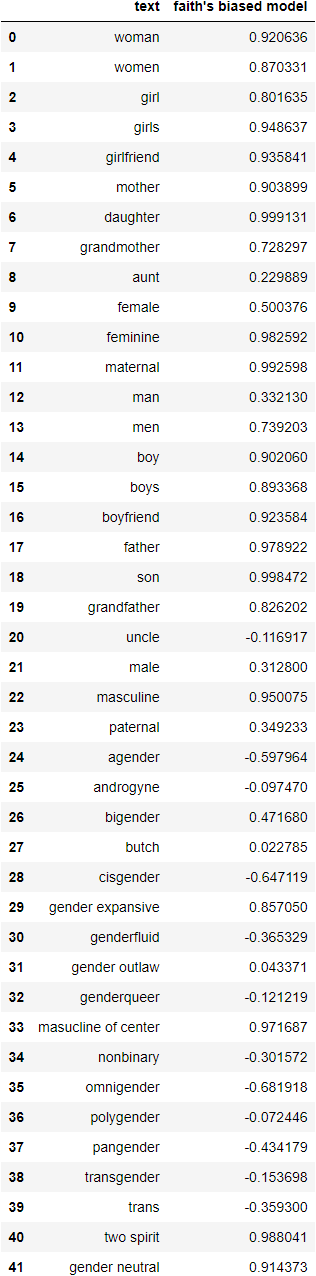 text faith's biased model
0 woman 0.920636
1 women 0.870331
2 girl 0.801635
3 girls 0.948637
4 girlfriend 0.935841
5 mother 0.903899
6 daughter 0.999131
7 grandmother 0.728297
8 aunt 0.229889
9 female 0.500376
10 feminine 0.982592
11 maternal 0.992598
12 man 0.332130
13 men 0.739203
14 boy 0.902060
15 boys 0.893368
16 boyfriend 0.923584
17 father 0.978922
18 son 0.998472
19 grandfather 0.826202
20 uncle -0.116917
21 male 0.312800
22 masculine 0.950075
23 paternal 0.349233
24 agender -0.597964
25 androgyne -0.097470
26 bigender 0.471680
27 butch 0.022785
28 cisgender -0.647119
29 gender expansive 0.857050
30 genderfluid -0.365329
31 gender outlaw 0.043371
32 genderqueer -0.121219
33 masucline of center 0.971687
34 nonbinary -0.301572
35 omnigender -0.681918
36 polygender -0.072446
37 pangender -0.434179
38 transgender -0.153698
39 trans -0.359300
40 two spirit 0.988041
41 gender neutral 0.914373